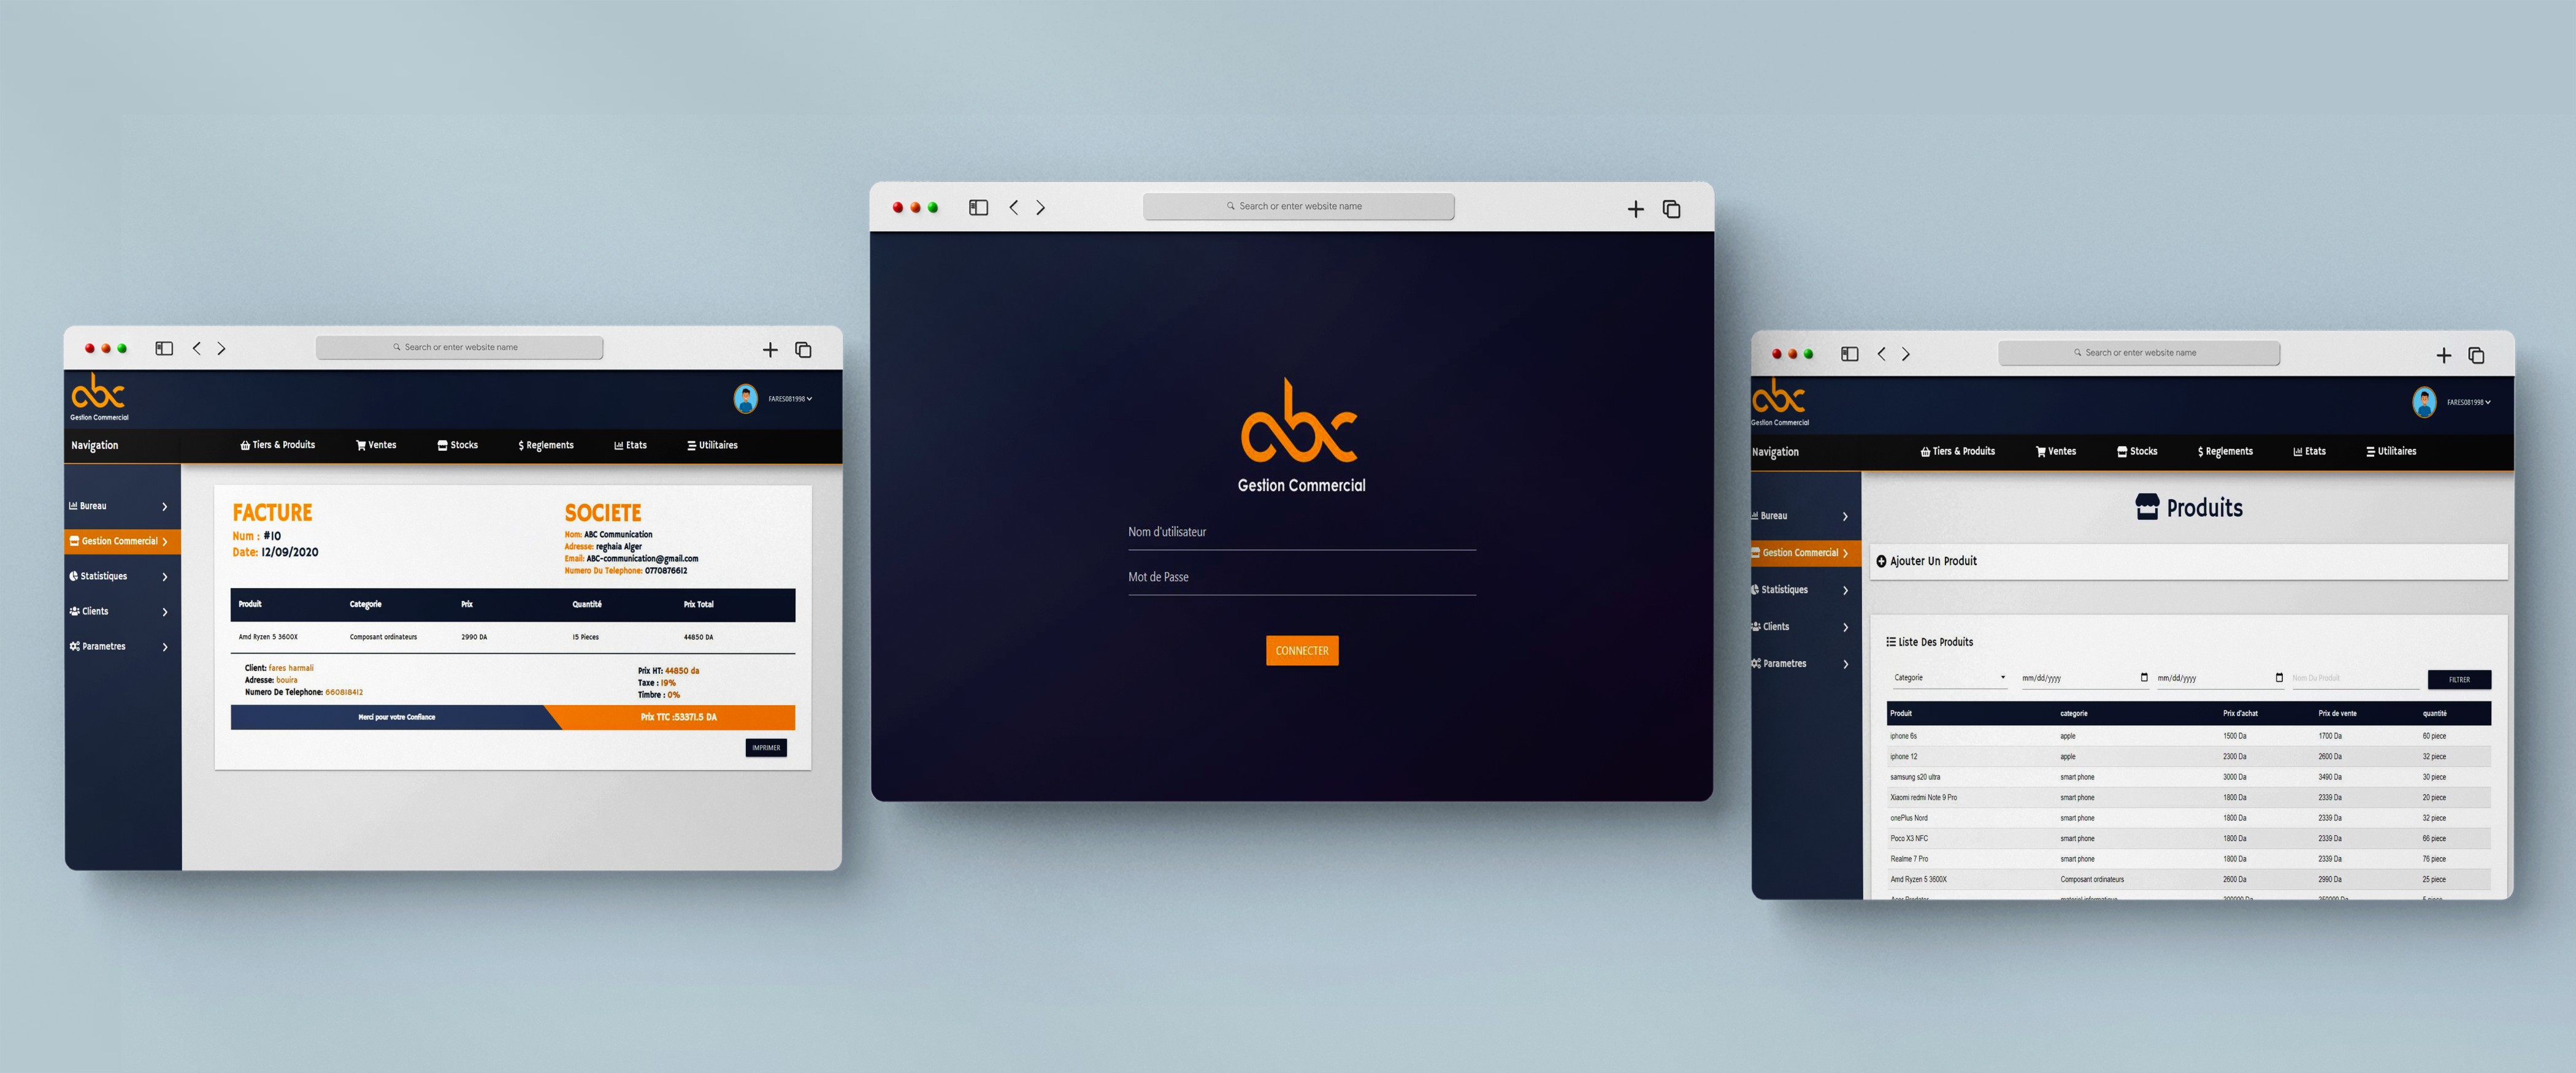 Search or enter website name
abc
Gestion Commercial
FARES081998
Navigation
Tiers & Produits Ventes Stocks $ Reglements Etats Utilitaires
Bureau
Gestion Commercial
Statistiques
Clients
Parametres
FACTURE
Num : #10
Date: 12/09/2020
SOCIETE
Nom: ABC Communication
Adresse: reghaia Alger
Email: ABC-communication@gmail.com
Numero Du Telephone: 0770876612
Produit Categorie Prix Quantité Prix Total
Amd Ryzen 5 3600X Composant ordinateurs 2990 DA 15 Pieces 44850 DA
Client: fares harmali
Adresse: bouira
Numero De Telephone: 660818412
Prix HT: 44850 da
Taxe : 19%
Timbre : 0%
Merci pour votre Confiance
Prix TTC :53371.5 DA
IMPRIMER
Search or enter website name
abc
Gestion Commercial
Nom d'utilisateur
Mot de Passe
CONNECTER
Search or enter website name
abc
Gestion Commercial
FARES081998
Navigation
Tiers & Produits Ventes Stocks $ Reglements Etats Utilitaires
Bureau
Gestion Commercial
Statistiques
Clients
Parametres
Produits
Ajouter Un Produit
Liste Des Produits
Categorie mm/dd/yyyy mm/dd/yyyy Nom Du Produit FILTRER
Produit categorie Prix d'achat Prix de vente quantité
iphone 6s apple 1500 Da 1700 Da 60 piece
iphone 12 apple 2300 Da 2600 Da 32 piece
samsung s20 ultra smart phone 3000 Da 3490 Da 30 piece
Xiaomi redmi Note 9 Pro smart phone 1800 Da 2339 Da 20 piece
onePlus Nord smart phone 1800 Da 2339 Da 32 piece
Poco X3 NFC smart phone 1800 Da 2339 Da 66 piece
Realme 7 Pro smart phone 1800 Da 2339 Da 76 piece
Amd Ryzen 5 3600X Composant ordinateurs 2600 Da 2990 Da 25 piece